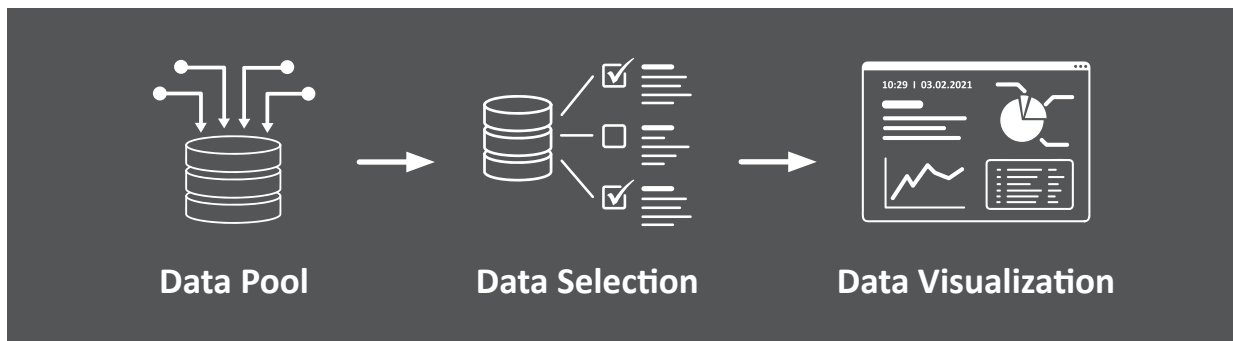 10:29 | 03.02.2021
Data Pool
Data Selection
Data Visualization